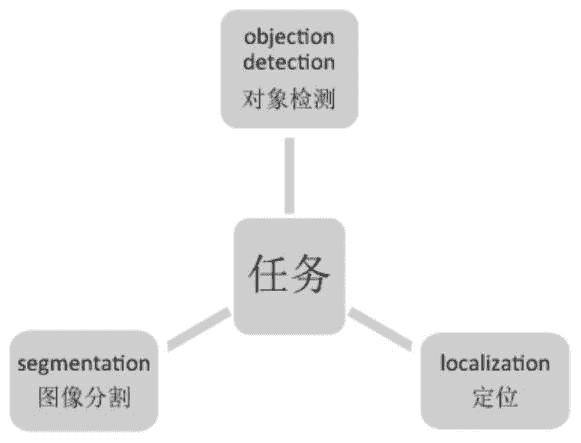 objection
detection
对象检测
任务
segmentation
图像分割
localization
定位